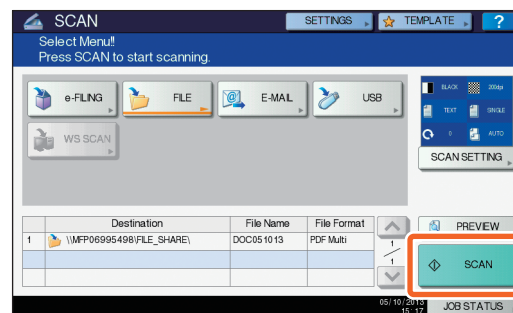 SCAN
SETTINGS
TEMPLATE
?
Select Menu!!
Press SCAN to start scanning.
e-FILING
FILE
E-MAIL
USB
WS SCAN
BLACK
200dpi
TEXT
SINGLE
0
AUTO
SCAN SETTING
Destination File Name File Format
1 \\MFP06995498\FILE_SHARE\ DOC051013 PDF Multi
1
1
PREVIEW
SCAN
05/10/2013
15:17
JOB STATUS